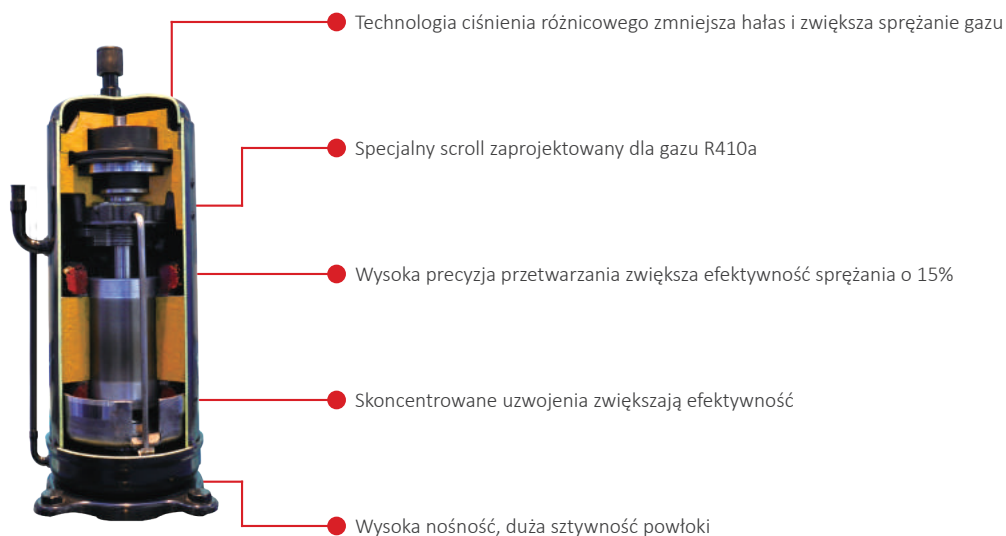 Technologia ciśnienia różnicowego zmniejsza hałas i zwiększa sprężanie gazu
Specjalny scroll zaprojektowany dla gazu R410a
Wysoka precyzja przetwarzania zwiększa efektywność sprężania o 15%
Skoncentrowane uzwojenia zwiększają efektywność
Wysoka nośność, duża sztywność powłoki